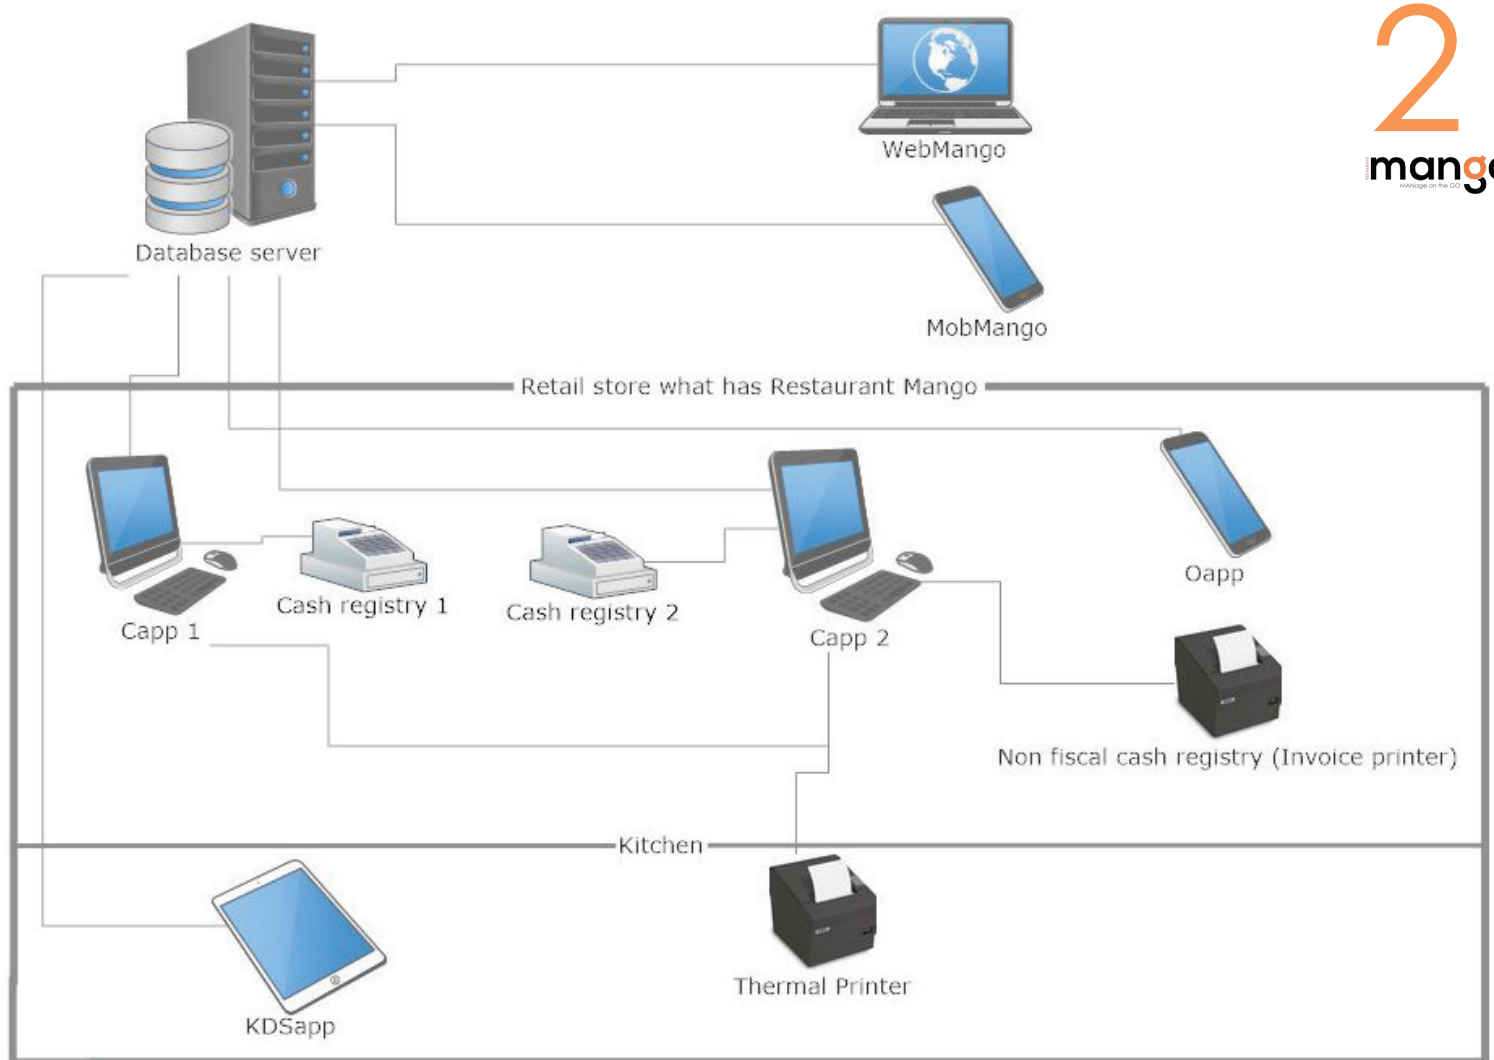 2
mango
MANage on the GO
WebMango
Database server
MobMango
Retail store what has Restaurant Mango
Oapp
Cash registry 1
Cash registry 2
Capp 1
Capp 2
Non fiscal cash registry (Invoice printer)
Kitchen
Thermal Printer
KDSapp